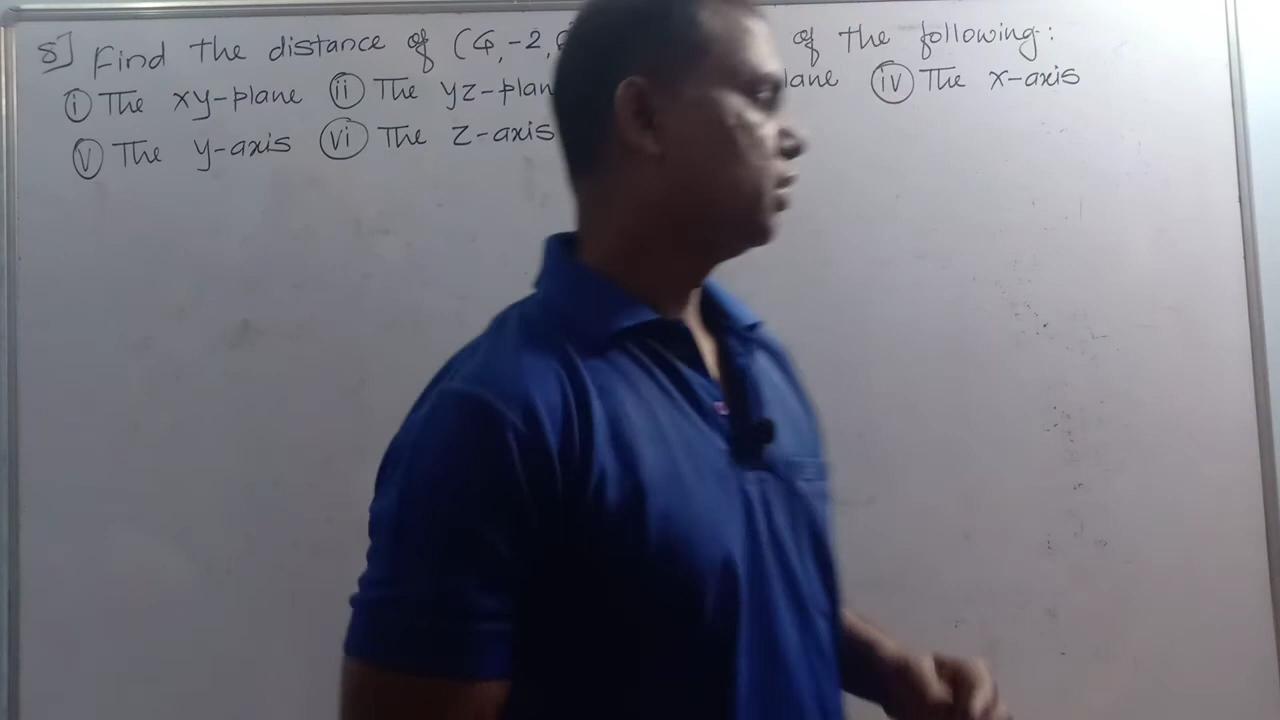 8] Find the distance of (4, -2, of the following:
(i) The xy-plane (ii) The yz-plan lane (iv) The x-axis
(v) The y-axis (vi) The z-axis